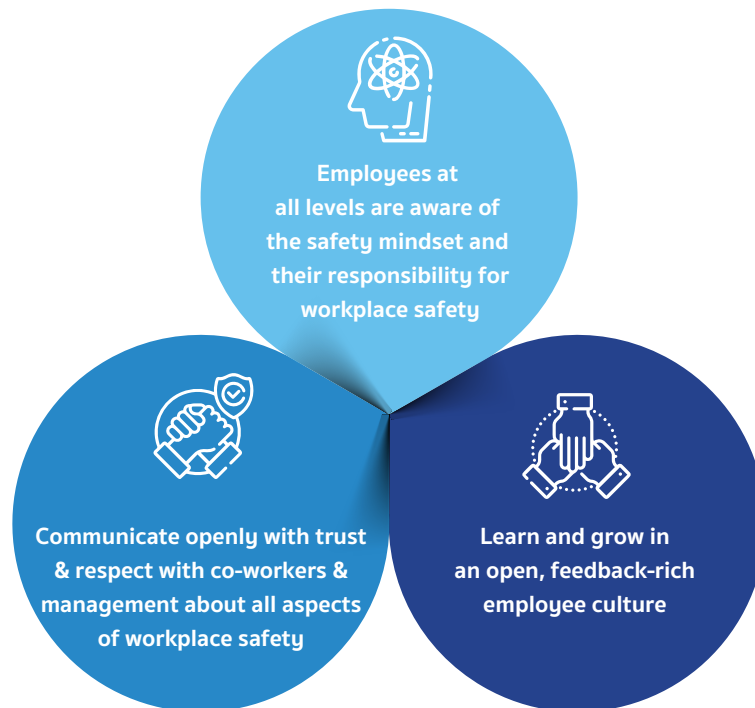 Employees at
all levels are aware of
the safety mindset and
their responsibility for
workplace safety
Communicate openly with trust
& respect with co-workers &
management about all aspects
of workplace safety
Learn and grow in
an open, feedback-rich
employee culture